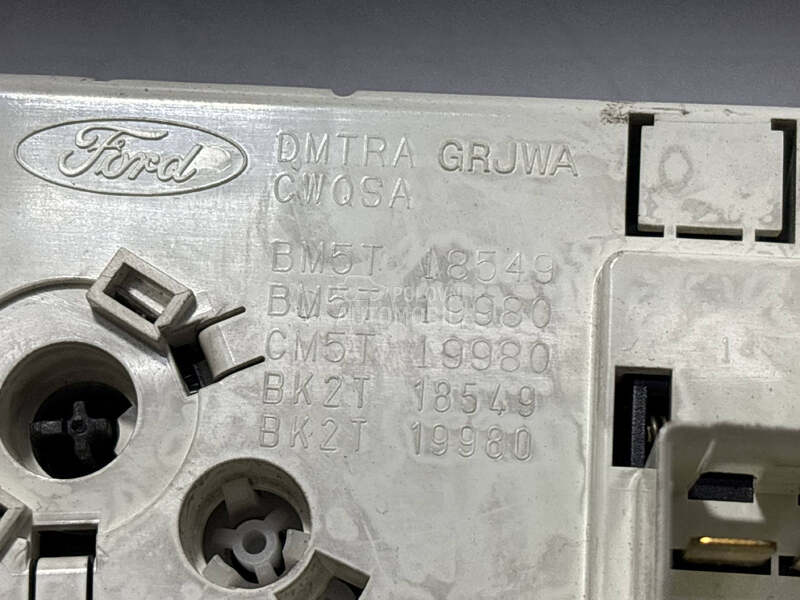 Ford
DMTRA GRJWA
CWQSA
BM5T 18549
BM5T 19980
CM5T 19980
BK2T 18549
BK2T 19980